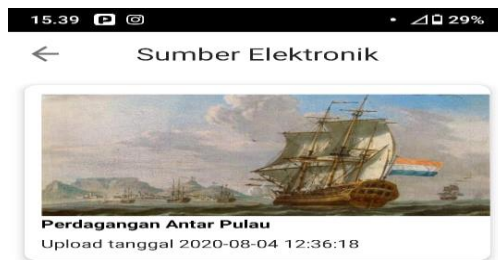 15.39 29%
Sumber Elektronik
Perdagangan Antar Pulau
Upload tanggal 2020-08-04 12:36:18